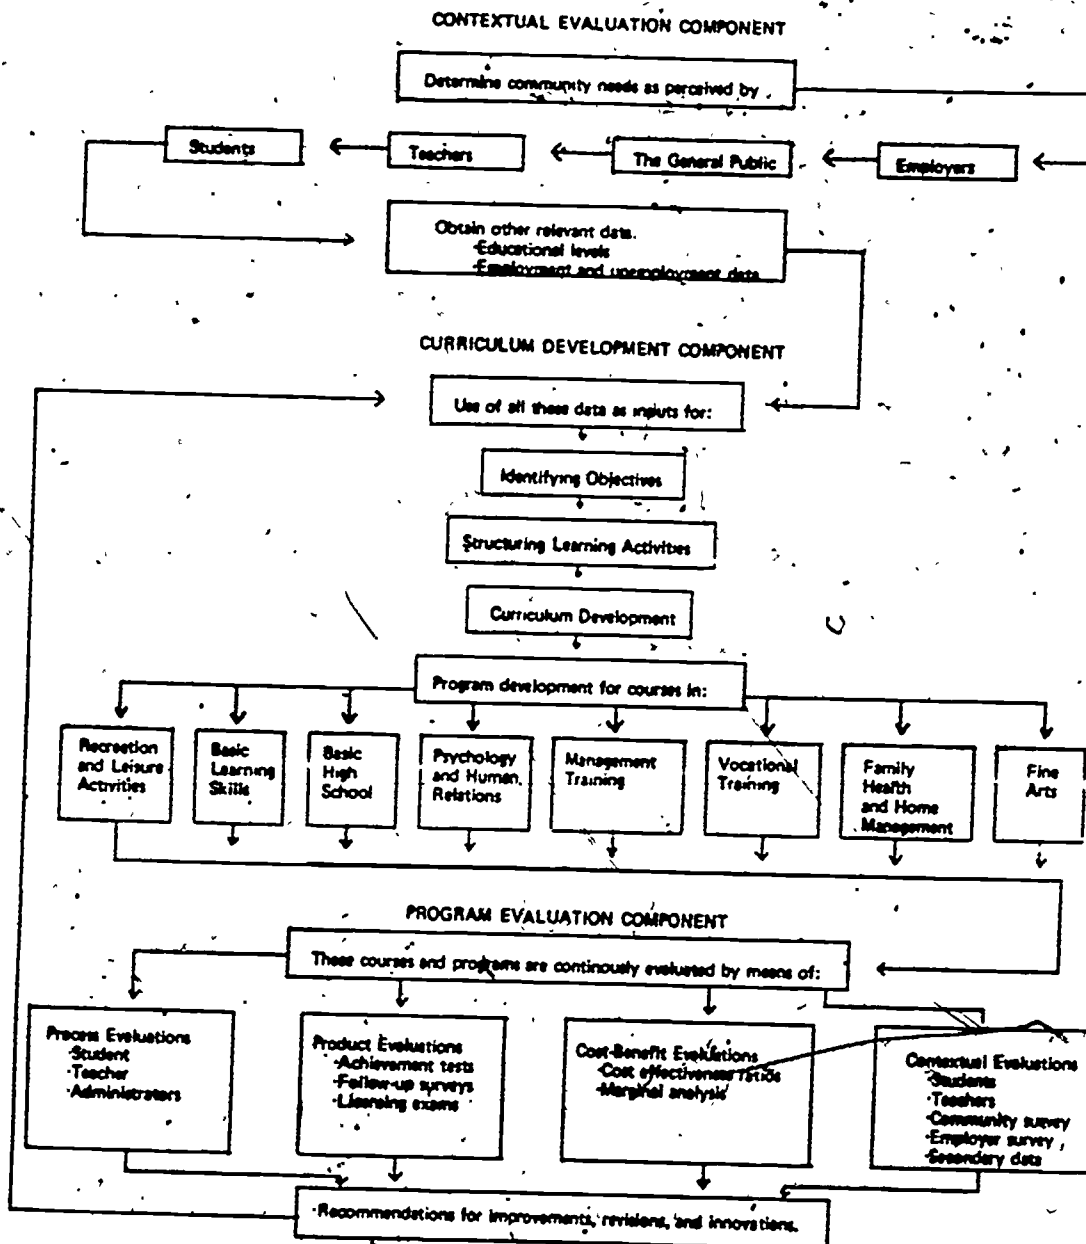 CONTEXTUAL EVALUATION COMPONENT
Determine community needs as perceived by
Students
Teachers
The General Public
Employers
Obtain other relevant data.
·Educational levels
·Employment and unemployment data
CURRICULUM DEVELOPMENT COMPONENT
Use of all these data as inputs for:
Identifying Objectives
Structuring Learning Activities
Curriculum Development
Program development for courses in:
Recreation
and Leisure
Activities
Basic
Learning
Skills
Basic
High
School
Psychology
and Human
Relations
Management
Training
Vocational
Training
Family
Health
and Home
Management
Fine
Arts
PROGRAM EVALUATION COMPONENT
These courses and programs are continously evaluated by means of:
Process Evaluations
·Student
·Teacher
·Administrators
Product Evaluations
·Achievement tests
·Follow-up surveys
·Licensing exams
Cost-Benefit Evaluations
·Cost effectiveness ratios
·Marginal analysis
Contextual Evaluations
·Students
·Teachers
·Community survey
·Employer survey
·Secondary data
·Recommendations for improvements, revisions, and innovations.